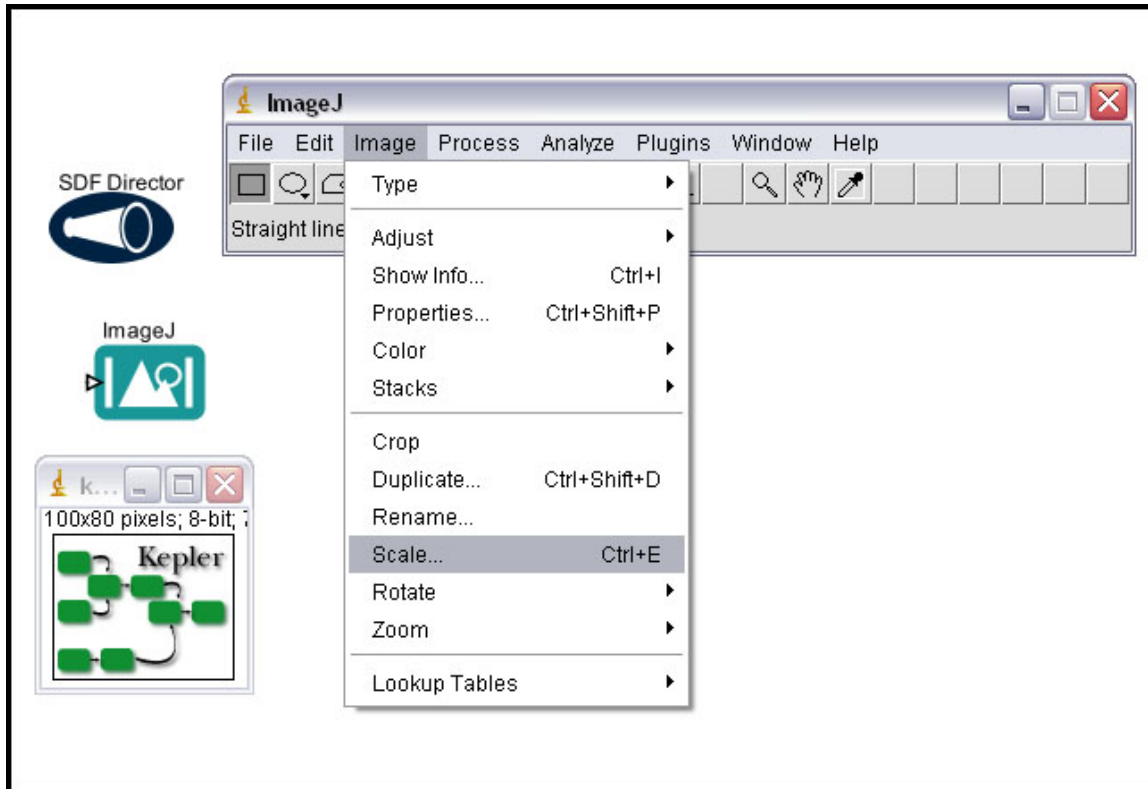 ImageJ
File Edit Image Process Analyze Plugins Window Help
Straight line
SDF Director
ImageJ
Type
Adjust
Show Info... Ctrl+I
Properties... Ctrl+Shift+P
Color
Stacks
Crop
Duplicate... Ctrl+Shift+D
Rename...
Scale... Ctrl+E
Rotate
Zoom
Lookup Tables
k...
100x80 pixels; 8-bit;
Kepler